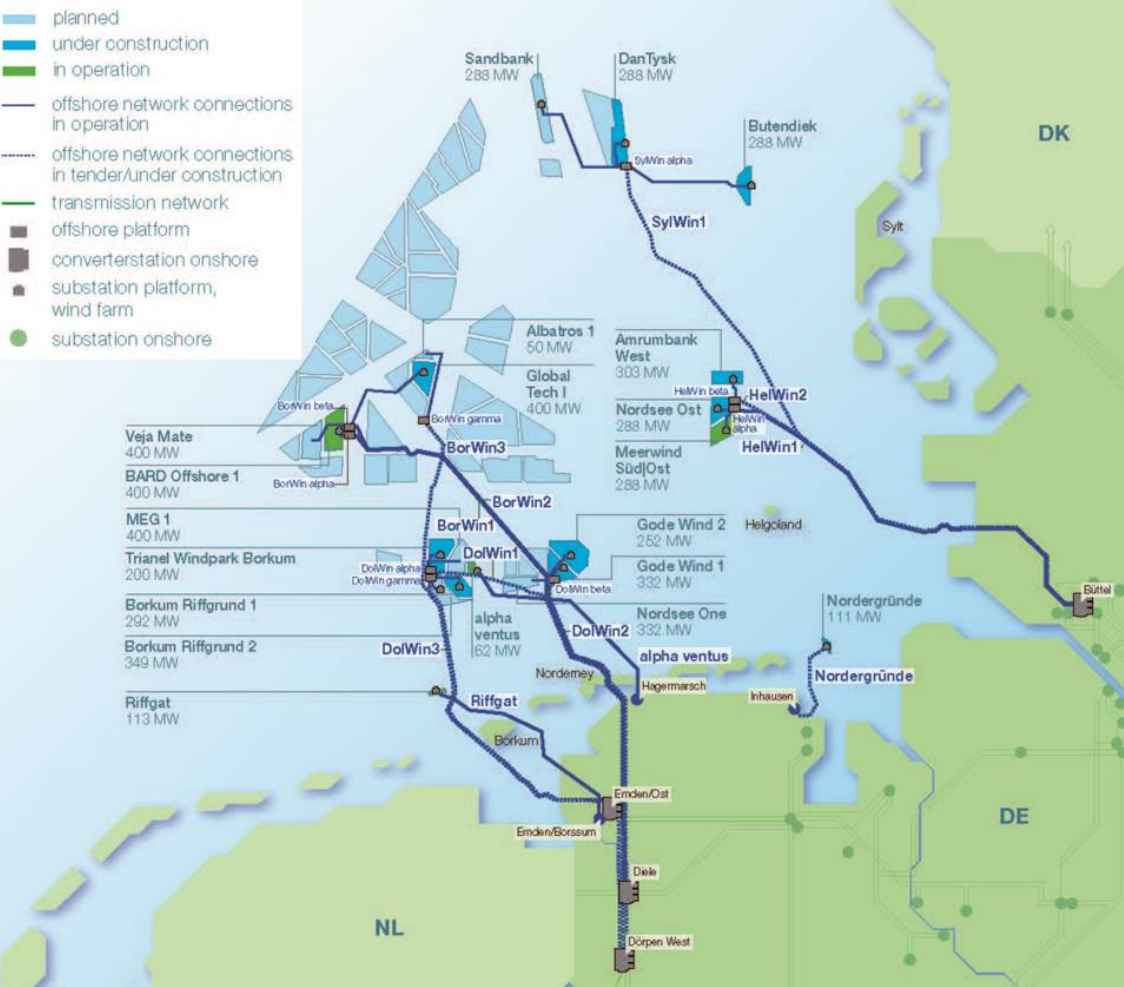 planned
under construction
in operation
offshore network connections
in operation
offshore network connections
in tender/under construction
transmission network
offshore platform
converterstation onshore
substation platform,
wind farm
substation onshore
Sandbank
288 MW
DanTysk
288 MW
Butendiek
288 MW
DK
SylWin alpha
SylWin1
Sylt
Albatros 1
50 MW
Global
Tech I
400 MW
Amrumbank
West
303 MW
HelWin beta
HelWin2
Nordsee Ost
288 MW
HelWin
alpha
HelWin1
Meerwind
Süd|Ost
288 MW
BorWin beta
BorWin gamma
Veja Mate
400 MW
BorWin3
BARD Offshore 1
400 MW
BorWin alpha
BorWin2
MEG 1
400 MW
BorWin1
Gode Wind 2
252 MW
Helgoland
Trianel Windpark Borkum
200 MW
DolWin1
DolWin alpha
DolWin gamma
Gode Wind 1
332 MW
DolWin beta
Büttel
Borkum Riffgrund 1
292 MW
alpha
ventus
62 MW
Nordsee One
332 MW
Nordergründe
111 MW
Borkum Riffgrund 2
349 MW
DolWin3
DolWin2
alpha ventus
Norderney
Hagermarsch
Nordergründe
Inhausen
Riffgat
113 MW
Riffgat
Borkum
Emden/Ost
Emden/Borssum
DE
Diele
NL
Dörpen West